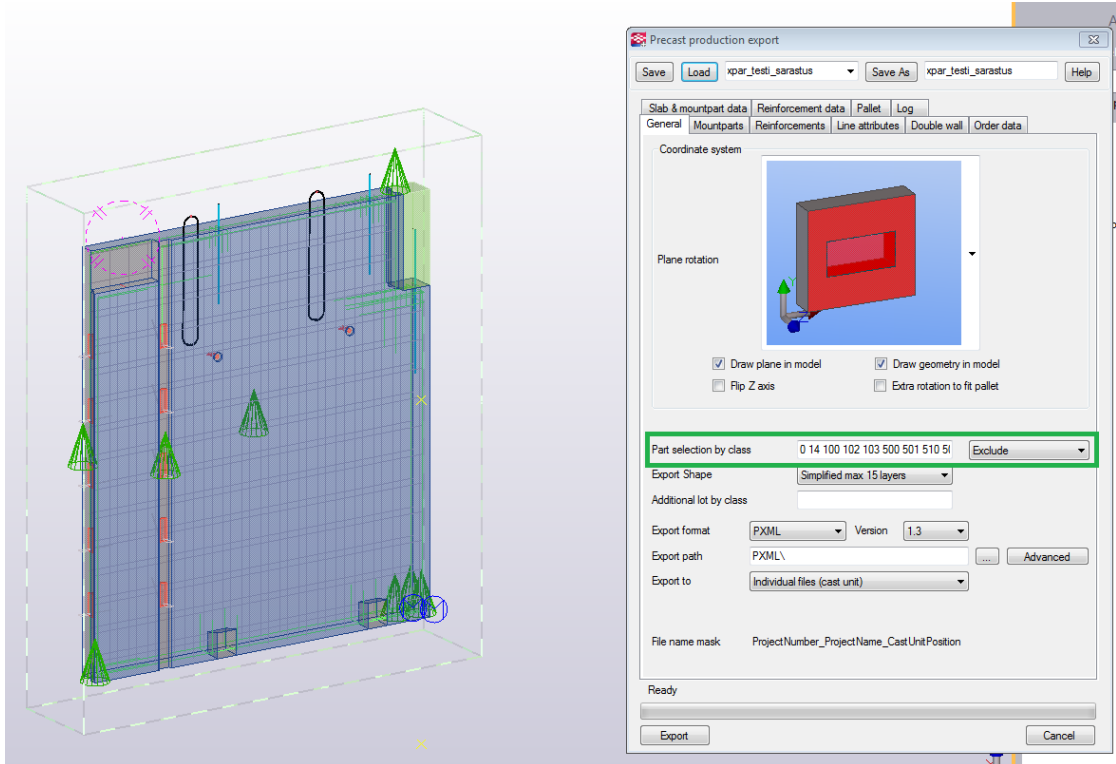 Precast production export
Save Load xpar_testi_sarastus Save As xpar_testi_sarastus Help
Slab & mountpart data Reinforcement data Pallet Log
General Mountparts Reinforcements Line attributes Double wall Order data
Coordinate system
Plane rotation
Draw plane in model Draw geometry in model
Flip Z axis Extra rotation to fit pallet
Part selection by class 0 14 100 102 103 500 501 510 Exclude
Export Shape Simplified max 15 layers
Additional lot by class
Export format PXML Version 1.3
Export path PXML\ ... Advanced
Export to Individual files (cast unit)
File name mask ProjectNumber_ProjectName_CastUnitPosition
Ready
Export Cancel